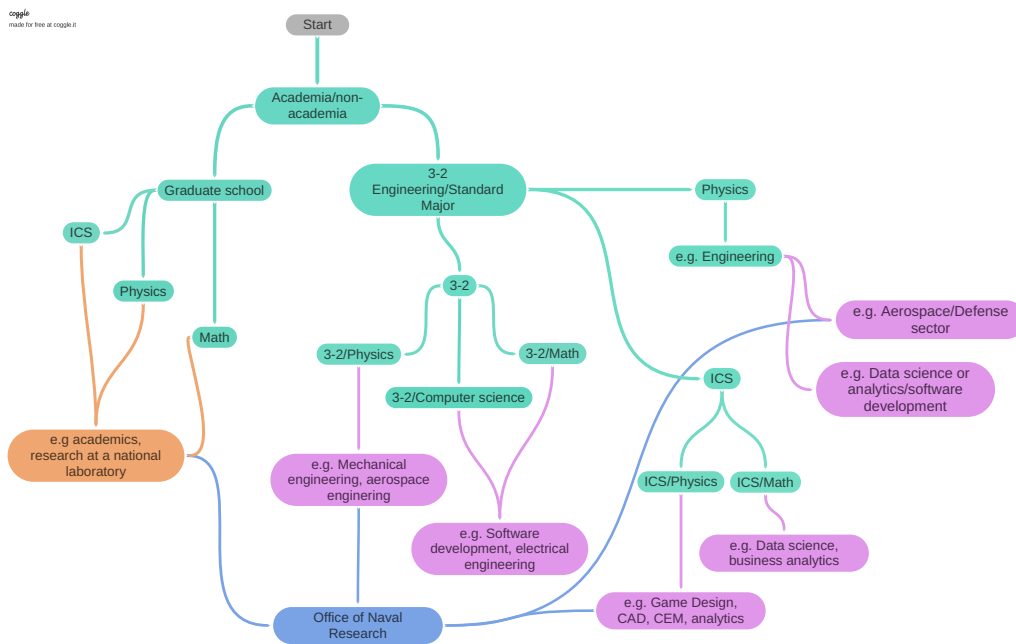 coggle
made for free at coggle.it
Start
Academia/non-
academia
Graduate school
3-2
Engineering/Standard
Major
Physics
ICS
e.g. Engineering
Physics
3-2
e.g. Aerospace/Defense
sector
Math
3-2/Physics
3-2/Math
ICS
e.g. Data science or
analytics/software
development
3-2/Computer science
e.g academics,
research at a national
laboratory
e.g. Mechanical
engineering, aerospace
enginering
ICS/Physics
ICS/Math
e.g. Software
development, electrical
engineering
e.g. Data science,
business analytics
Office of Naval
Research
e.g. Game Design,
CAD, CEM, analytics